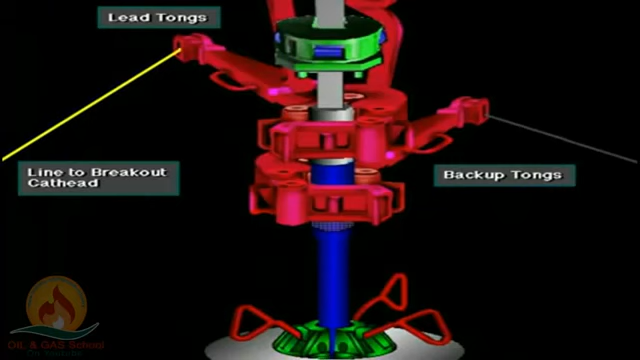 Lead Tongs
Line to Breakout
Cathead
Backup Tongs
OIL & GAS School